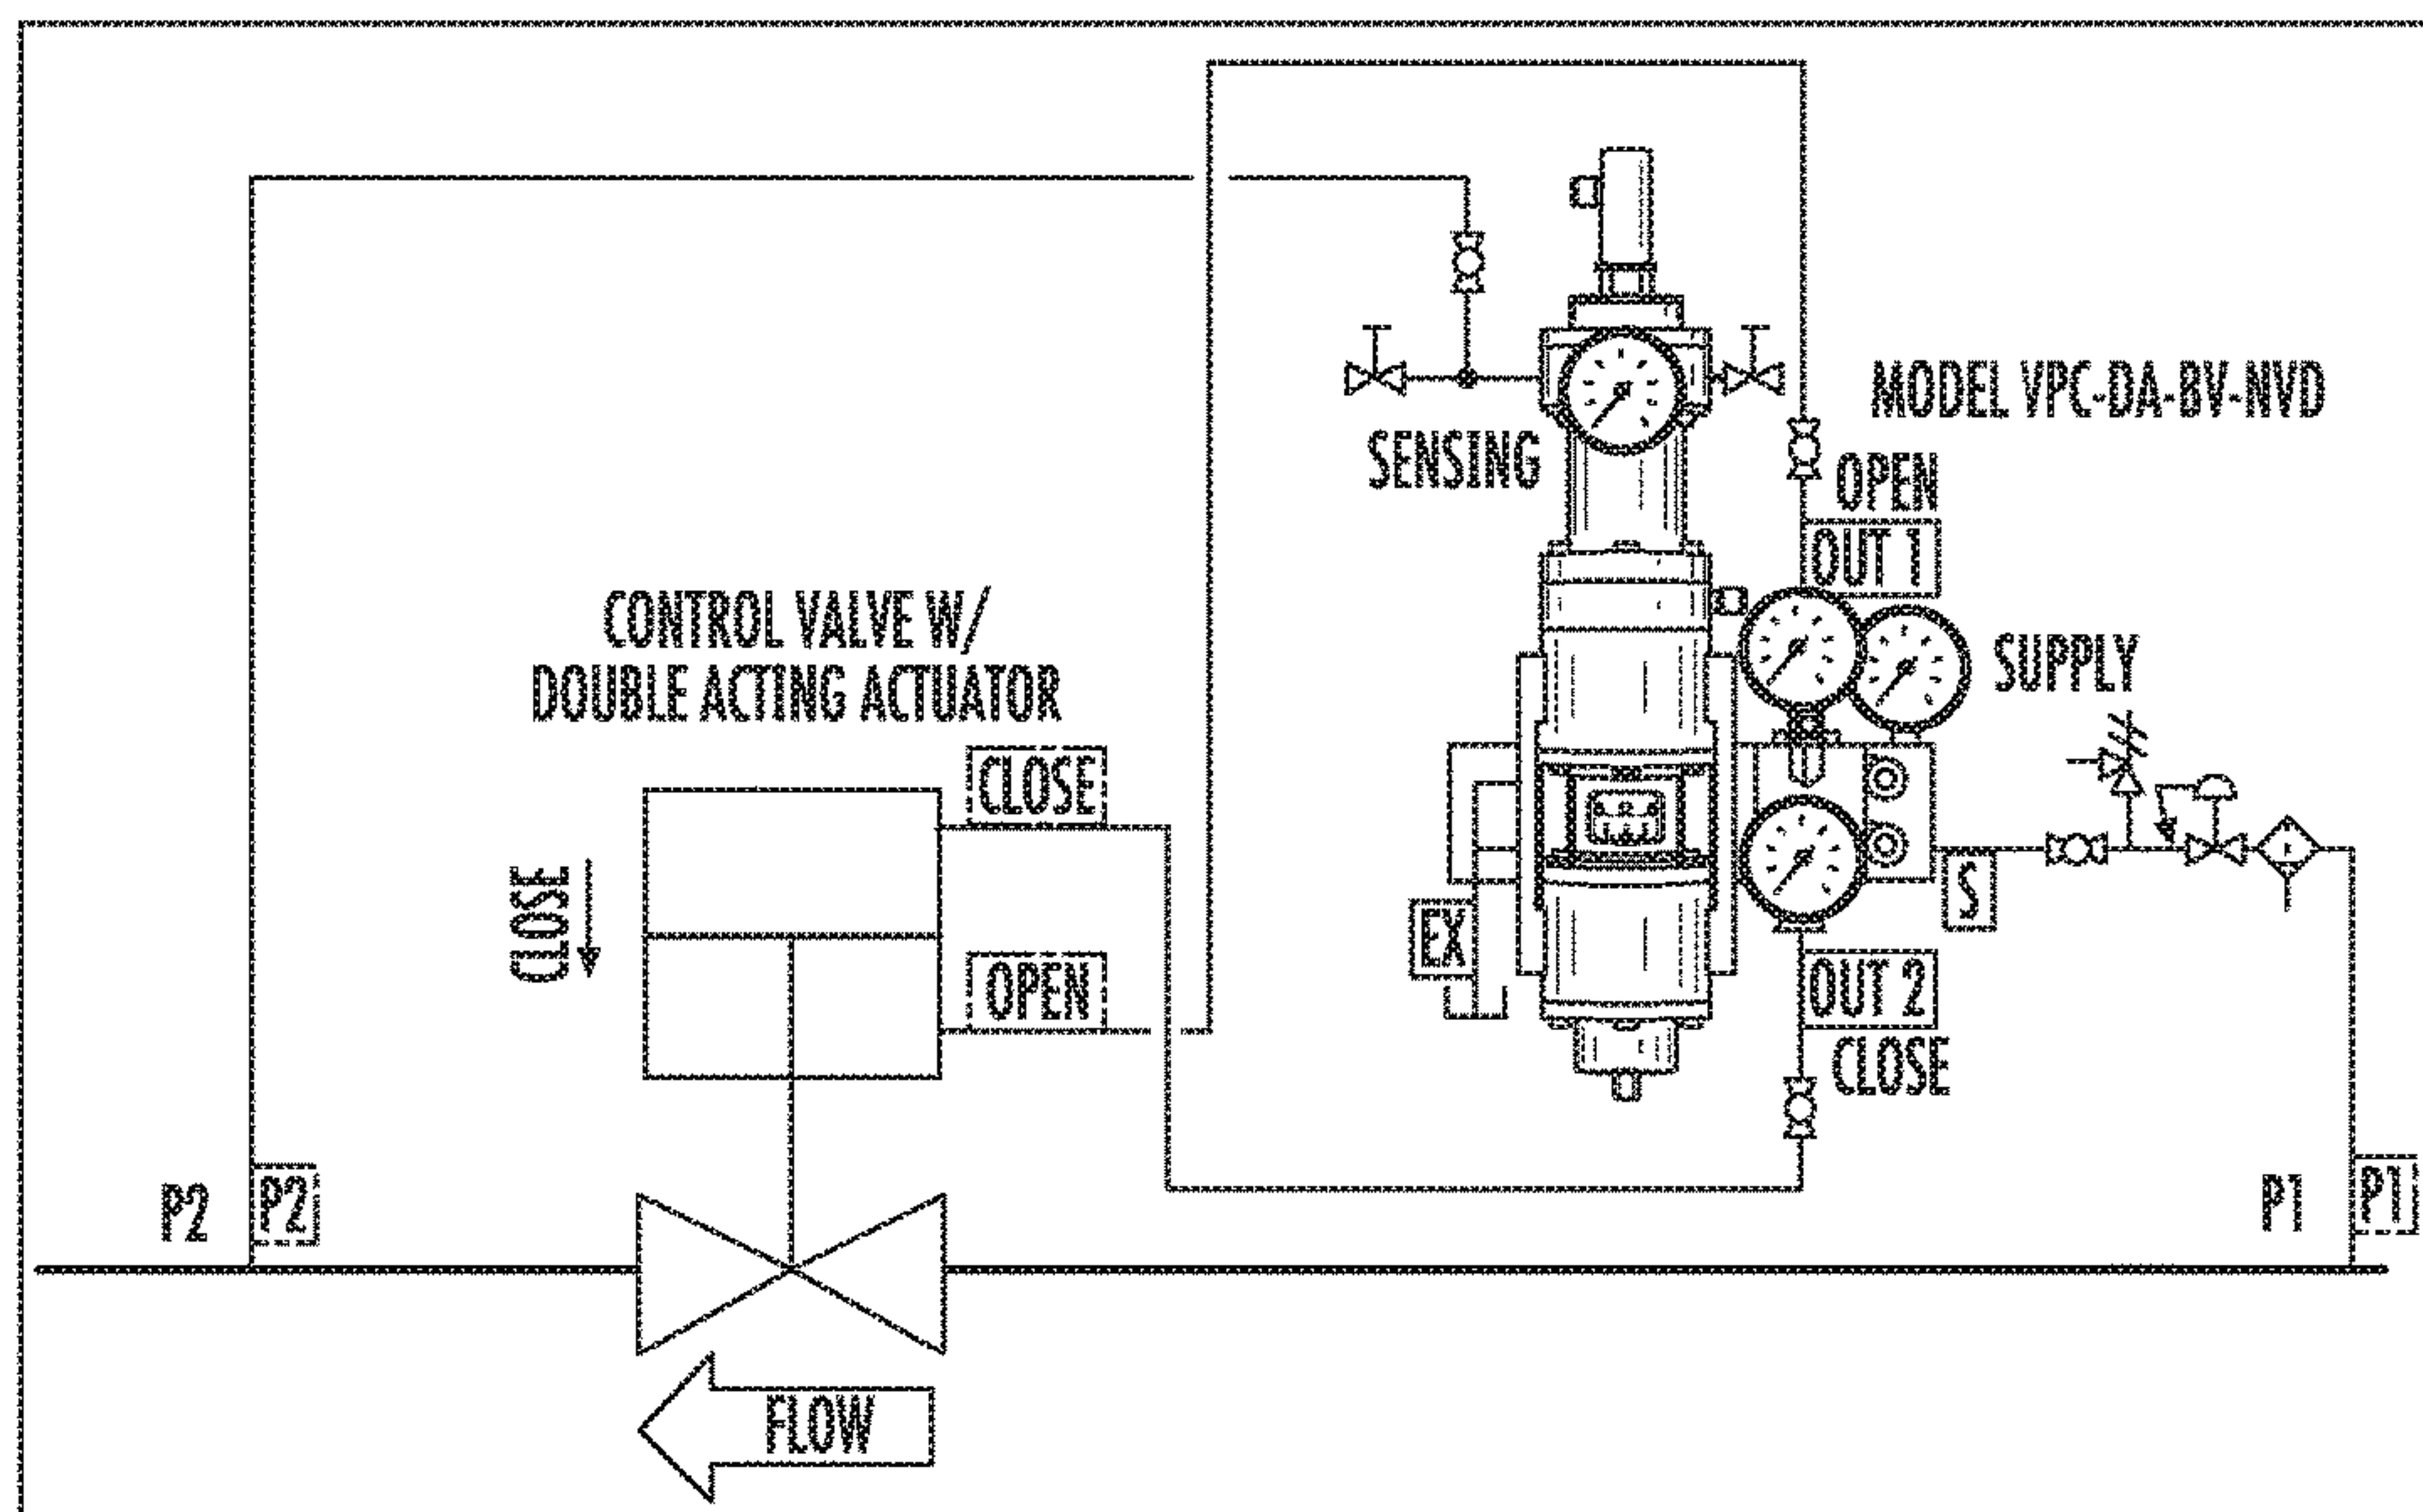 MODEL VPC-DA-BV-NVD
SENSING
OPEN
OUT 1
CONTROL VALVE W/
DOUBLE ACTING ACTUATOR
SUPPLY
CLOSE
CLOSE
OPEN
EX
S
OUT 2
CLOSE
P2
P2
P1
P1
FLOW